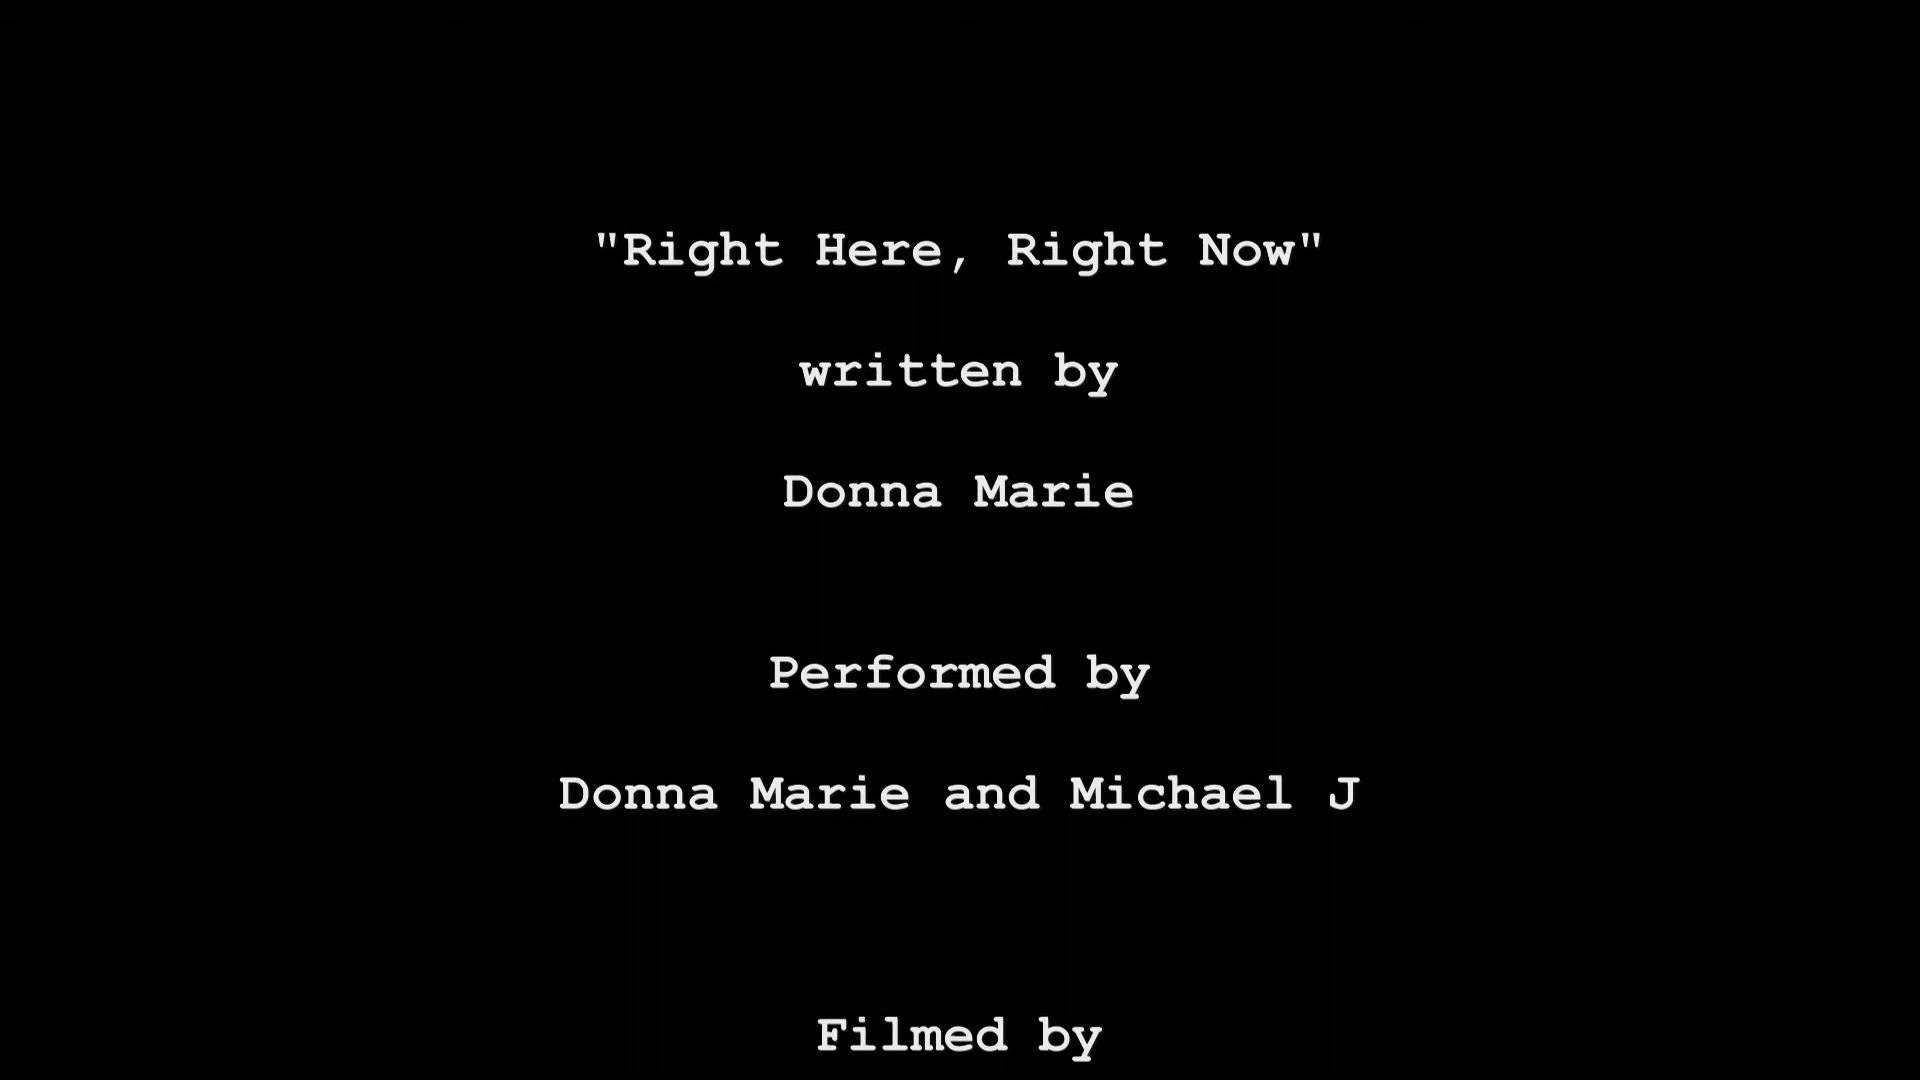 "Right Here, Right Now"
written by
Donna Marie
Performed by
Donna Marie and Michael J
Filmed by